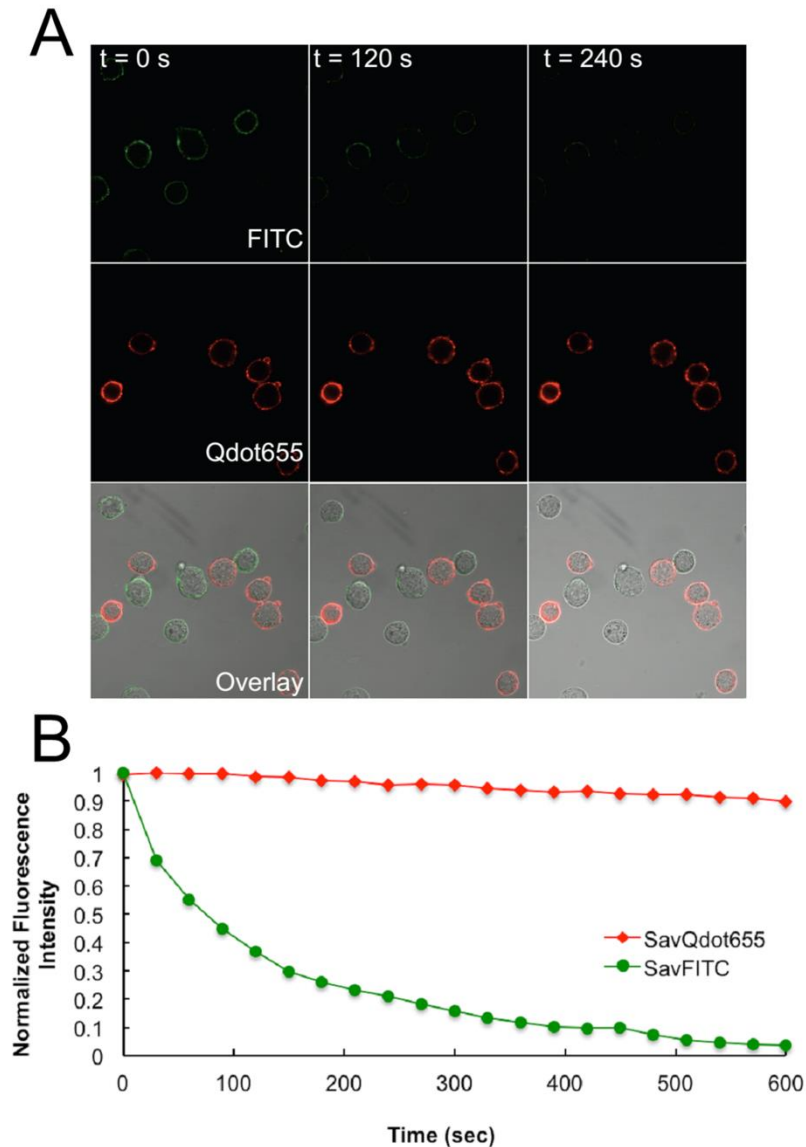 A
t = 0 s
t = 120 s
t = 240 s
FITC
Qdot655
Overlay
B
Normalized Fluorescence
Intensity
1
0.9
0.8
0.7
0.6
0.5
0.4
0.3
0.2
0.1
0
SavQdot655
SavFITC
0
100
200
300
400
500
600
Time (sec)